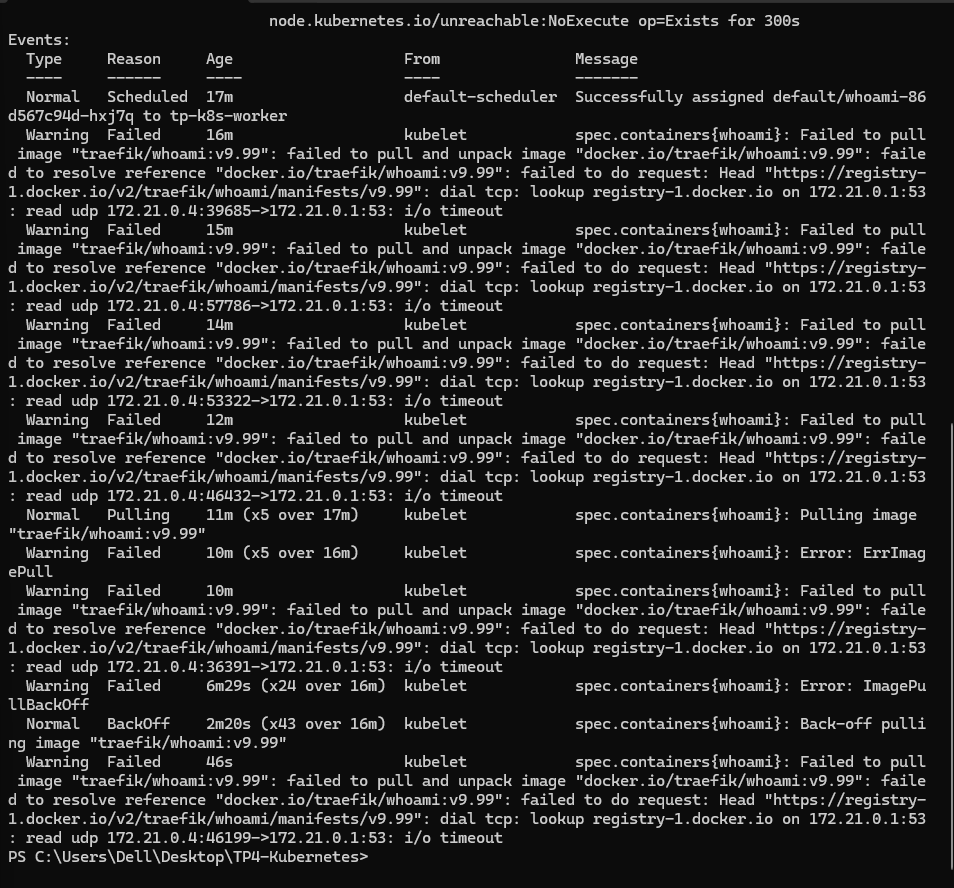 node.kubernetes.io/unreachable:NoExecute op=Exists for 300s
Events:
  Type     Reason     Age                   From               Message
  ----     ------     ----                  ----               -------
  Normal   Scheduled  17m                   default-scheduler  Successfully assigned default/whoami-86
d567c94d-hxj7q to tp-k8s-worker
  Warning  Failed     16m                   kubelet            spec.containers{whoami}: Failed to pull
 image "traefik/whoami:v9.99": failed to pull and unpack image "docker.io/traefik/whoami:v9.99": faile
d to resolve reference "docker.io/traefik/whoami:v9.99": failed to do request: Head "https://registry-
1.docker.io/v2/traefik/whoami/manifests/v9.99": dial tcp: lookup registry-1.docker.io on 172.21.0.1:53
: read udp 172.21.0.4:39685->172.21.0.1:53: i/o timeout
  Warning  Failed     15m                   kubelet            spec.containers{whoami}: Failed to pull
 image "traefik/whoami:v9.99": failed to pull and unpack image "docker.io/traefik/whoami:v9.99": faile
d to resolve reference "docker.io/traefik/whoami:v9.99": failed to do request: Head "https://registry-
1.docker.io/v2/traefik/whoami/manifests/v9.99": dial tcp: lookup registry-1.docker.io on 172.21.0.1:53
: read udp 172.21.0.4:57786->172.21.0.1:53: i/o timeout
  Warning  Failed     14m                   kubelet            spec.containers{whoami}: Failed to pull
 image "traefik/whoami:v9.99": failed to pull and unpack image "docker.io/traefik/whoami:v9.99": faile
d to resolve reference "docker.io/traefik/whoami:v9.99": failed to do request: Head "https://registry-
1.docker.io/v2/traefik/whoami/manifests/v9.99": dial tcp: lookup registry-1.docker.io on 172.21.0.1:53
: read udp 172.21.0.4:53322->172.21.0.1:53: i/o timeout
  Warning  Failed     12m                   kubelet            spec.containers{whoami}: Failed to pull
 image "traefik/whoami:v9.99": failed to pull and unpack image "docker.io/traefik/whoami:v9.99": faile
d to resolve reference "docker.io/traefik/whoami:v9.99": failed to do request: Head "https://registry-
1.docker.io/v2/traefik/whoami/manifests/v9.99": dial tcp: lookup registry-1.docker.io on 172.21.0.1:53
: read udp 172.21.0.4:46432->172.21.0.1:53: i/o timeout
  Normal   Pulling    11m (x5 over 17m)     kubelet            spec.containers{whoami}: Pulling image
"traefik/whoami:v9.99"
  Warning  Failed     10m (x5 over 16m)     kubelet            spec.containers{whoami}: Error: ErrImag
ePull
  Warning  Failed     10m                   kubelet            spec.containers{whoami}: Failed to pull
 image "traefik/whoami:v9.99": failed to pull and unpack image "docker.io/traefik/whoami:v9.99": faile
d to resolve reference "docker.io/traefik/whoami:v9.99": failed to do request: Head "https://registry-
1.docker.io/v2/traefik/whoami/manifests/v9.99": dial tcp: lookup registry-1.docker.io on 172.21.0.1:53
: read udp 172.21.0.4:36391->172.21.0.1:53: i/o timeout
  Warning  Failed     6m29s (x24 over 16m)  kubelet            spec.containers{whoami}: Error: ImagePu
llBackOff
  Normal   BackOff    2m20s (x43 over 16m)  kubelet            spec.containers{whoami}: Back-off pulli
ng image "traefik/whoami:v9.99"
  Warning  Failed     46s                   kubelet            spec.containers{whoami}: Failed to pull
 image "traefik/whoami:v9.99": failed to pull and unpack image "docker.io/traefik/whoami:v9.99": faile
d to resolve reference "docker.io/traefik/whoami:v9.99": failed to do request: Head "https://registry-
1.docker.io/v2/traefik/whoami/manifests/v9.99": dial tcp: lookup registry-1.docker.io on 172.21.0.1:53
: read udp 172.21.0.4:46199->172.21.0.1:53: i/o timeout
PS C:\Users\Dell\Desktop\TP4-Kubernetes>